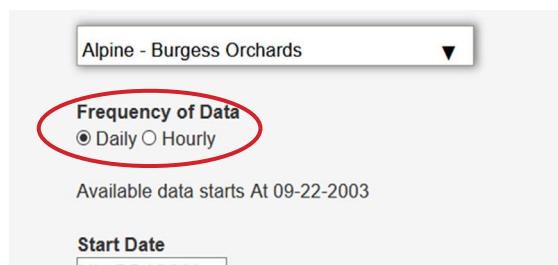 Alpine - Burgess Orchards
Frequency of Data
Daily Hourly
Available data starts At 09-22-2003
Start Date